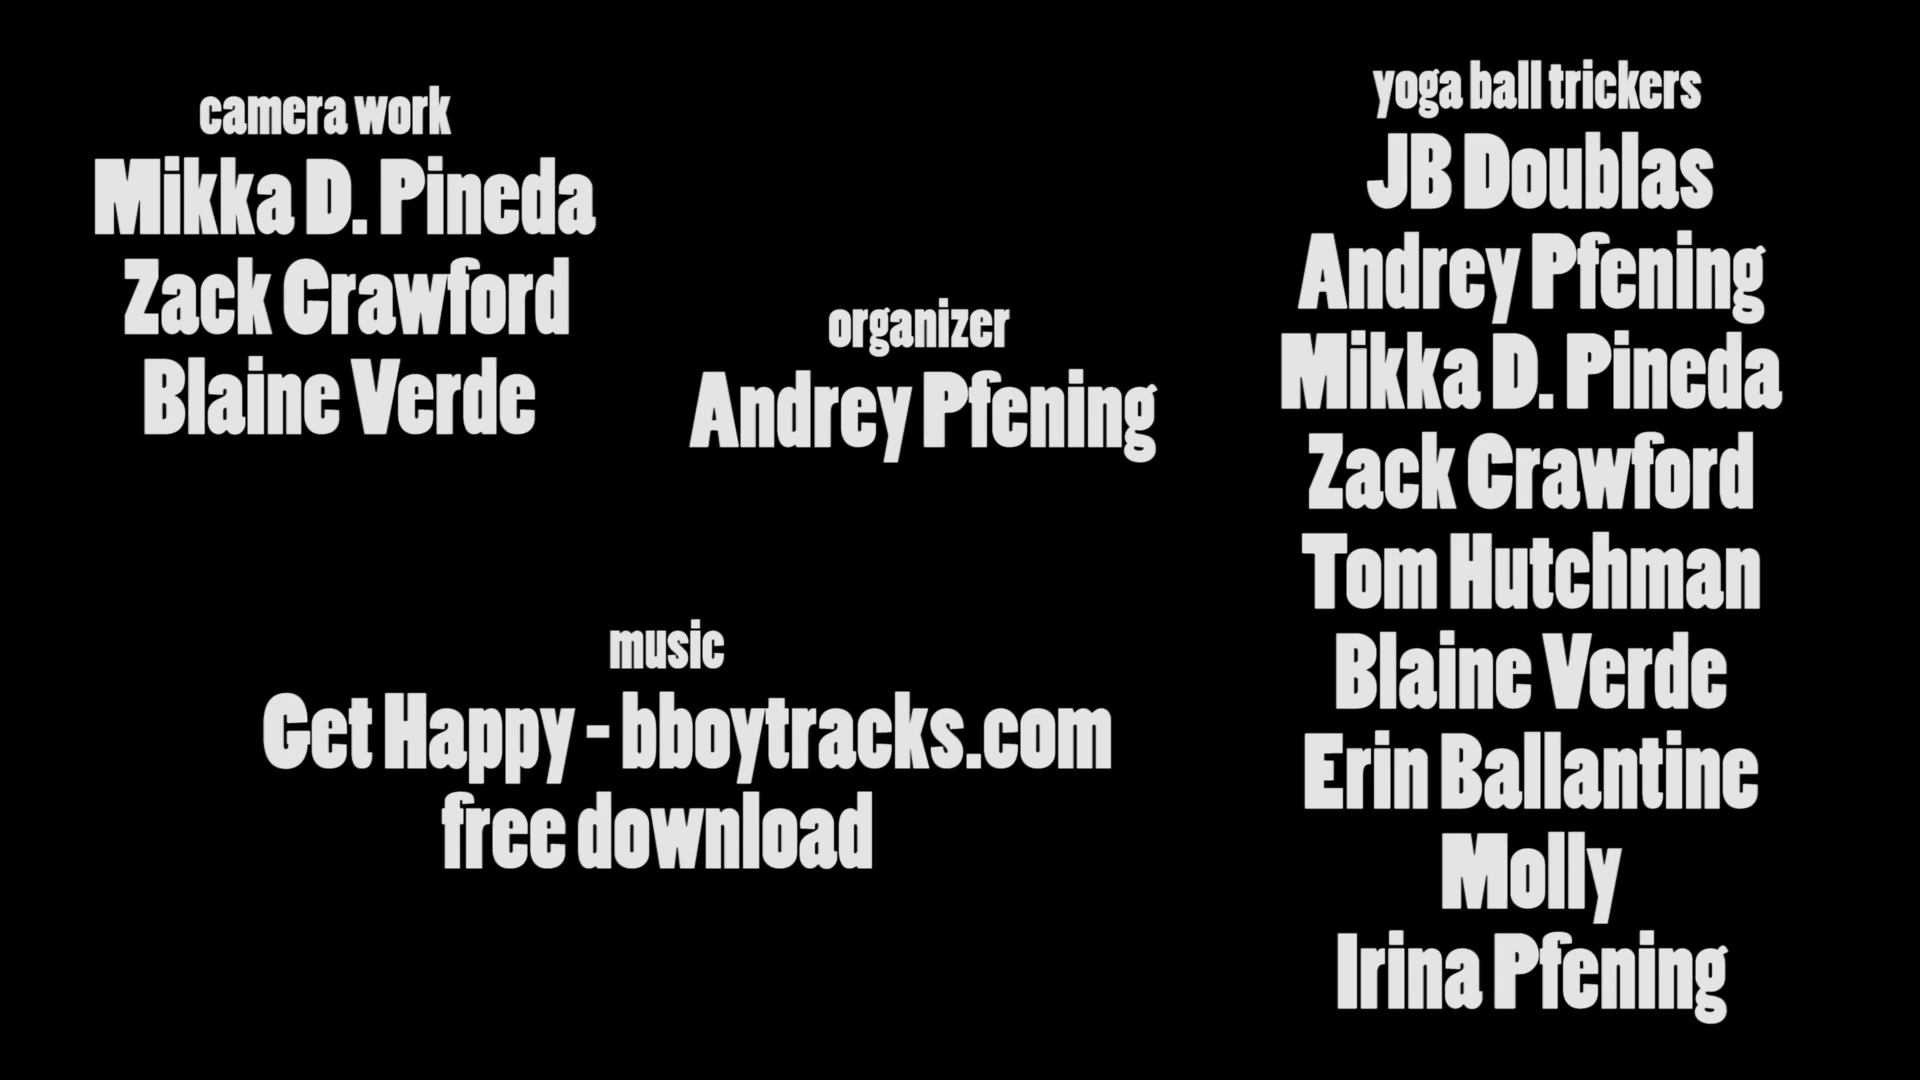 camera work
Mikka D. Pineda
Zack Crawford
Blaine Verde
organizer
Andrey Pfening
music
Get Happy - bboytracks.com
free download
yoga ball trickers
JB Doublas
Andrey Pfening
Mikka D. Pineda
Zack Crawford
Tom Hutchman
Blaine Verde
Erin Ballantine
Molly
Irina Pfening